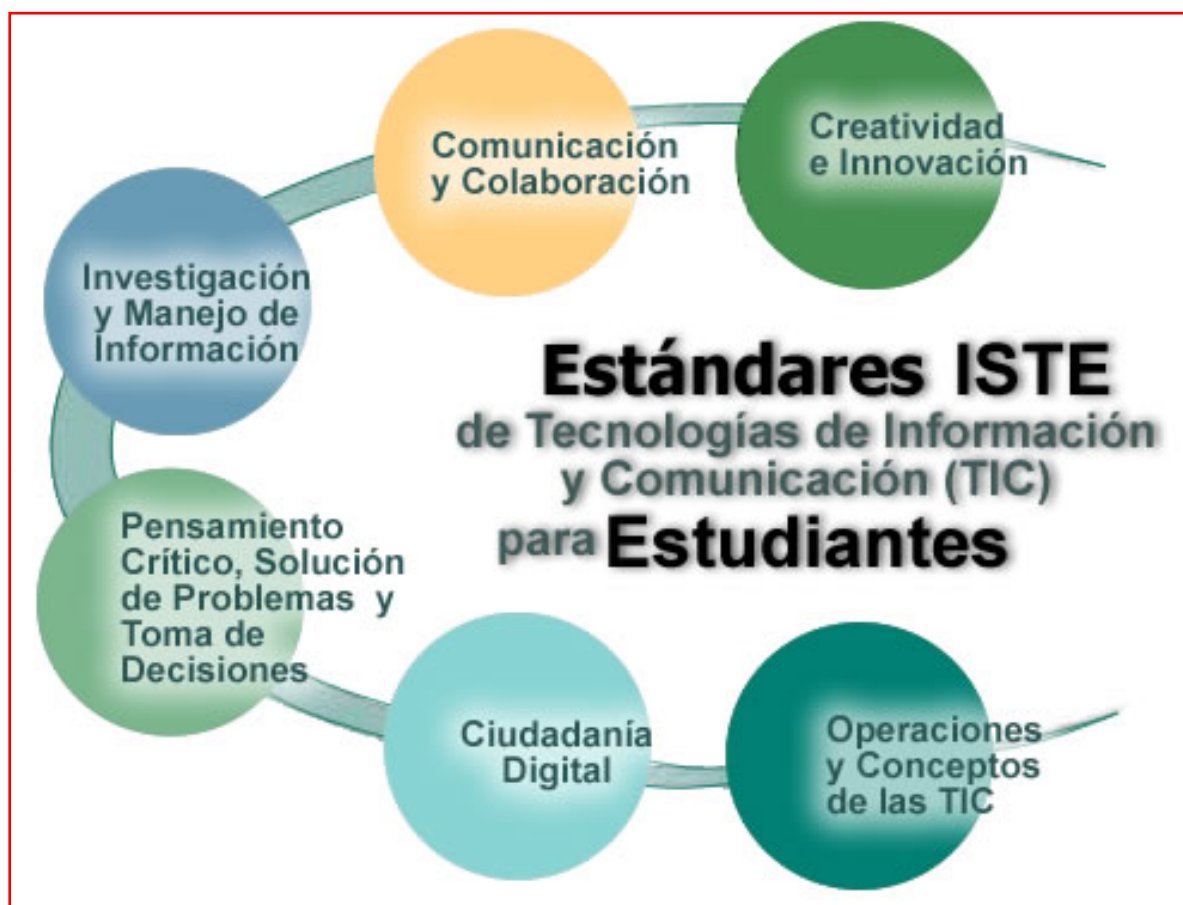 Creatividad
e Innovación
Comunicación
y Colaboración
Investigación
y Manejo de
Información
Pensamiento
Crítico, Solución
de Problemas y
Toma de
Decisiones
Ciudadanía
Digital
Operaciones
y Conceptos
de las TIC
Estándares ISTE
de Tecnologías de Información
y Comunicación (TIC)
para Estudiantes